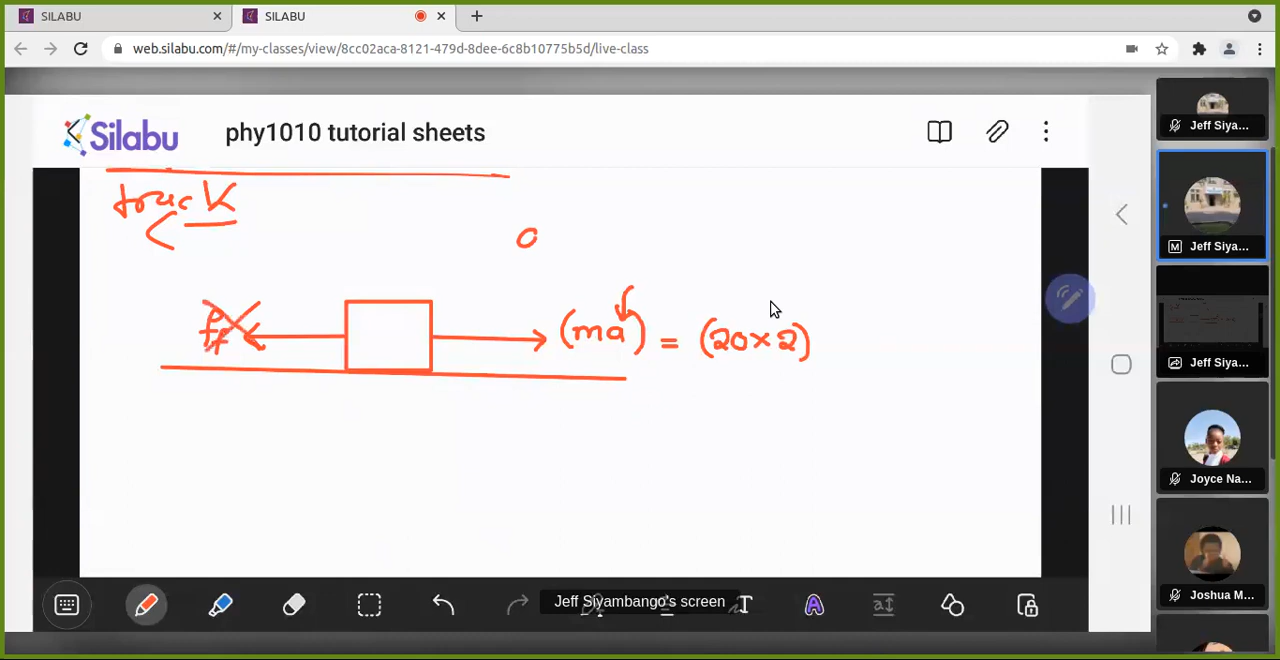 SILABU
SILABU
web.silabu.com/#/my-classes/view/8cc02aca-8121-479d-8dee-6c8b10775b5d/live-class
Silabu
phy1010 tutorial sheets
Jeff Siya...
Jeff Siya...
Jeff Siya...
Joyce Na...
Joshua M...
truck
0
(ma) = (20×2)
Jeff Siyambango's screen